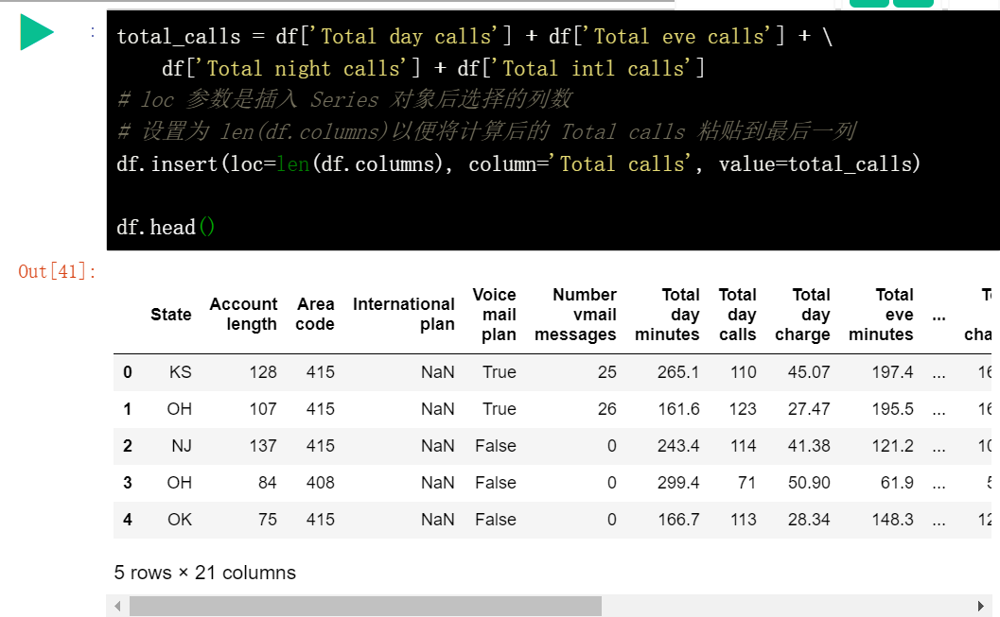 :
total_calls = df['Total day calls'] + df['Total eve calls'] + \
df['Total night calls'] + df['Total intl calls']
# loc 参数是插入 Series 对象后选择的列数
# 设置为 len(df.columns)以便将计算后的 Total calls 粘贴到最后一列
df.insert(loc=len(df.columns), column='Total calls', value=total_calls)
df.head()
Out[41]:
State Account length Area code International plan Voice mail plan Number vmail messages Total day minutes Total day calls Total day charge Total eve minutes ...
0 KS 128 415 NaN True 25 265.1 110 45.07 197.4 ...
1 OH 107 415 NaN True 26 161.6 123 27.47 195.5 ...
2 NJ 137 415 NaN False 0 243.4 114 41.38 121.2 ...
3 OH 84 408 NaN False 0 299.4 71 50.90 61.9 ...
4 OK 75 415 NaN False 0 166.7 113 28.34 148.3 ...
5 rows × 21 columns